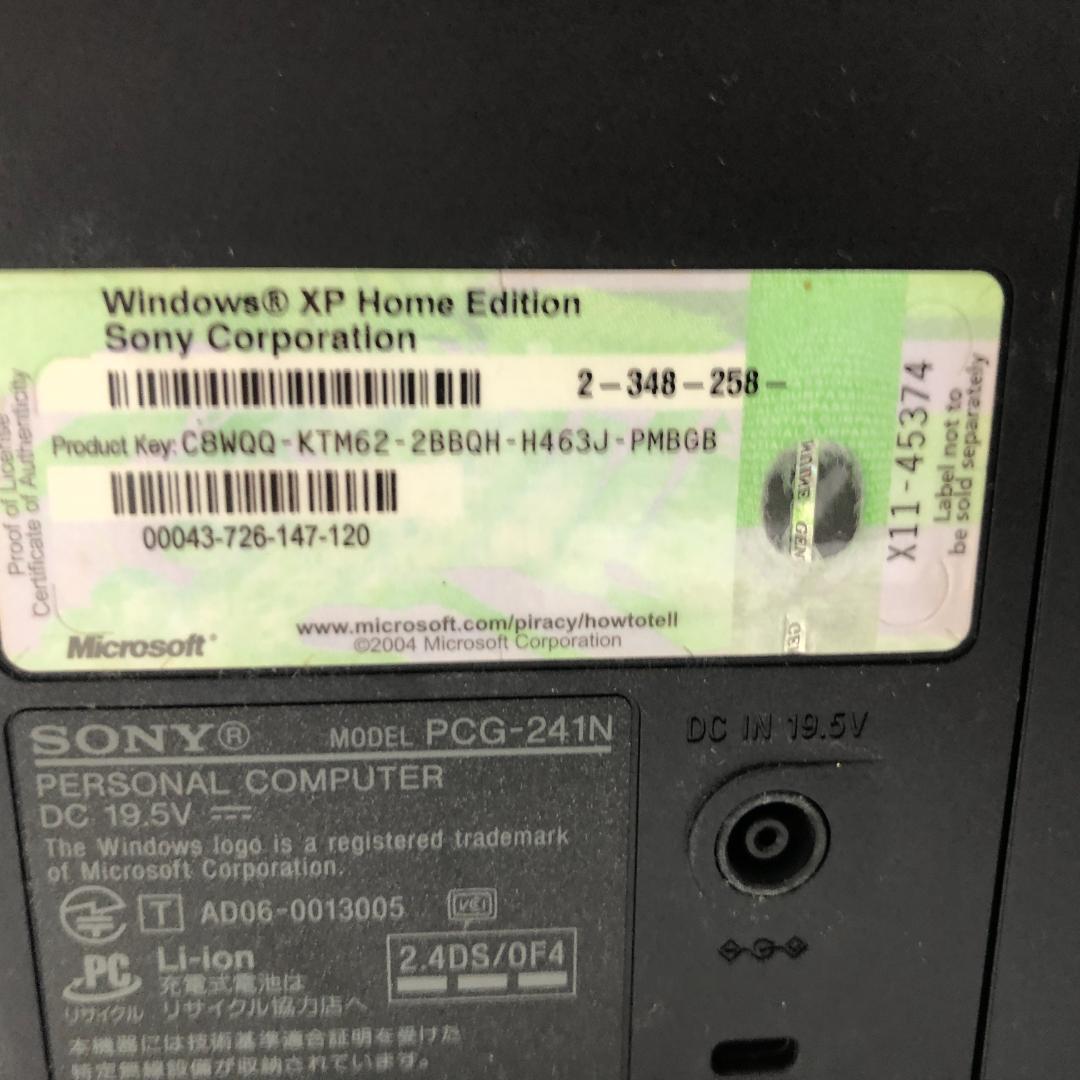 Windows® XP Home Edition
Sony Corporation
2-348-258-
Product Key: C8WQQ-KTM62-2BBQH-H463J-PMBGB
00043-726-147-120
www.microsoft.com/piracy/howtotell
©2004 Microsoft Corporation
Microsoft®
Proof of License
Certificate of Authenticity
GENUINE
GEN
X11-45374
Label not to
be sold separately
SONY®
MODEL PCG-241N
PERSONAL COMPUTER
DC 19.5V
The Windows logo is a registered trademark
of Microsoft Corporation.
T AD06-0013005
VCI
PC
リサイクル
Li-ion
充電式電池は
リサイクル協力店へ
2.4DS/OF4
本機器には技術基準適合証明を受けた
特定無線設備が収納されています。
DC IN 19.5V